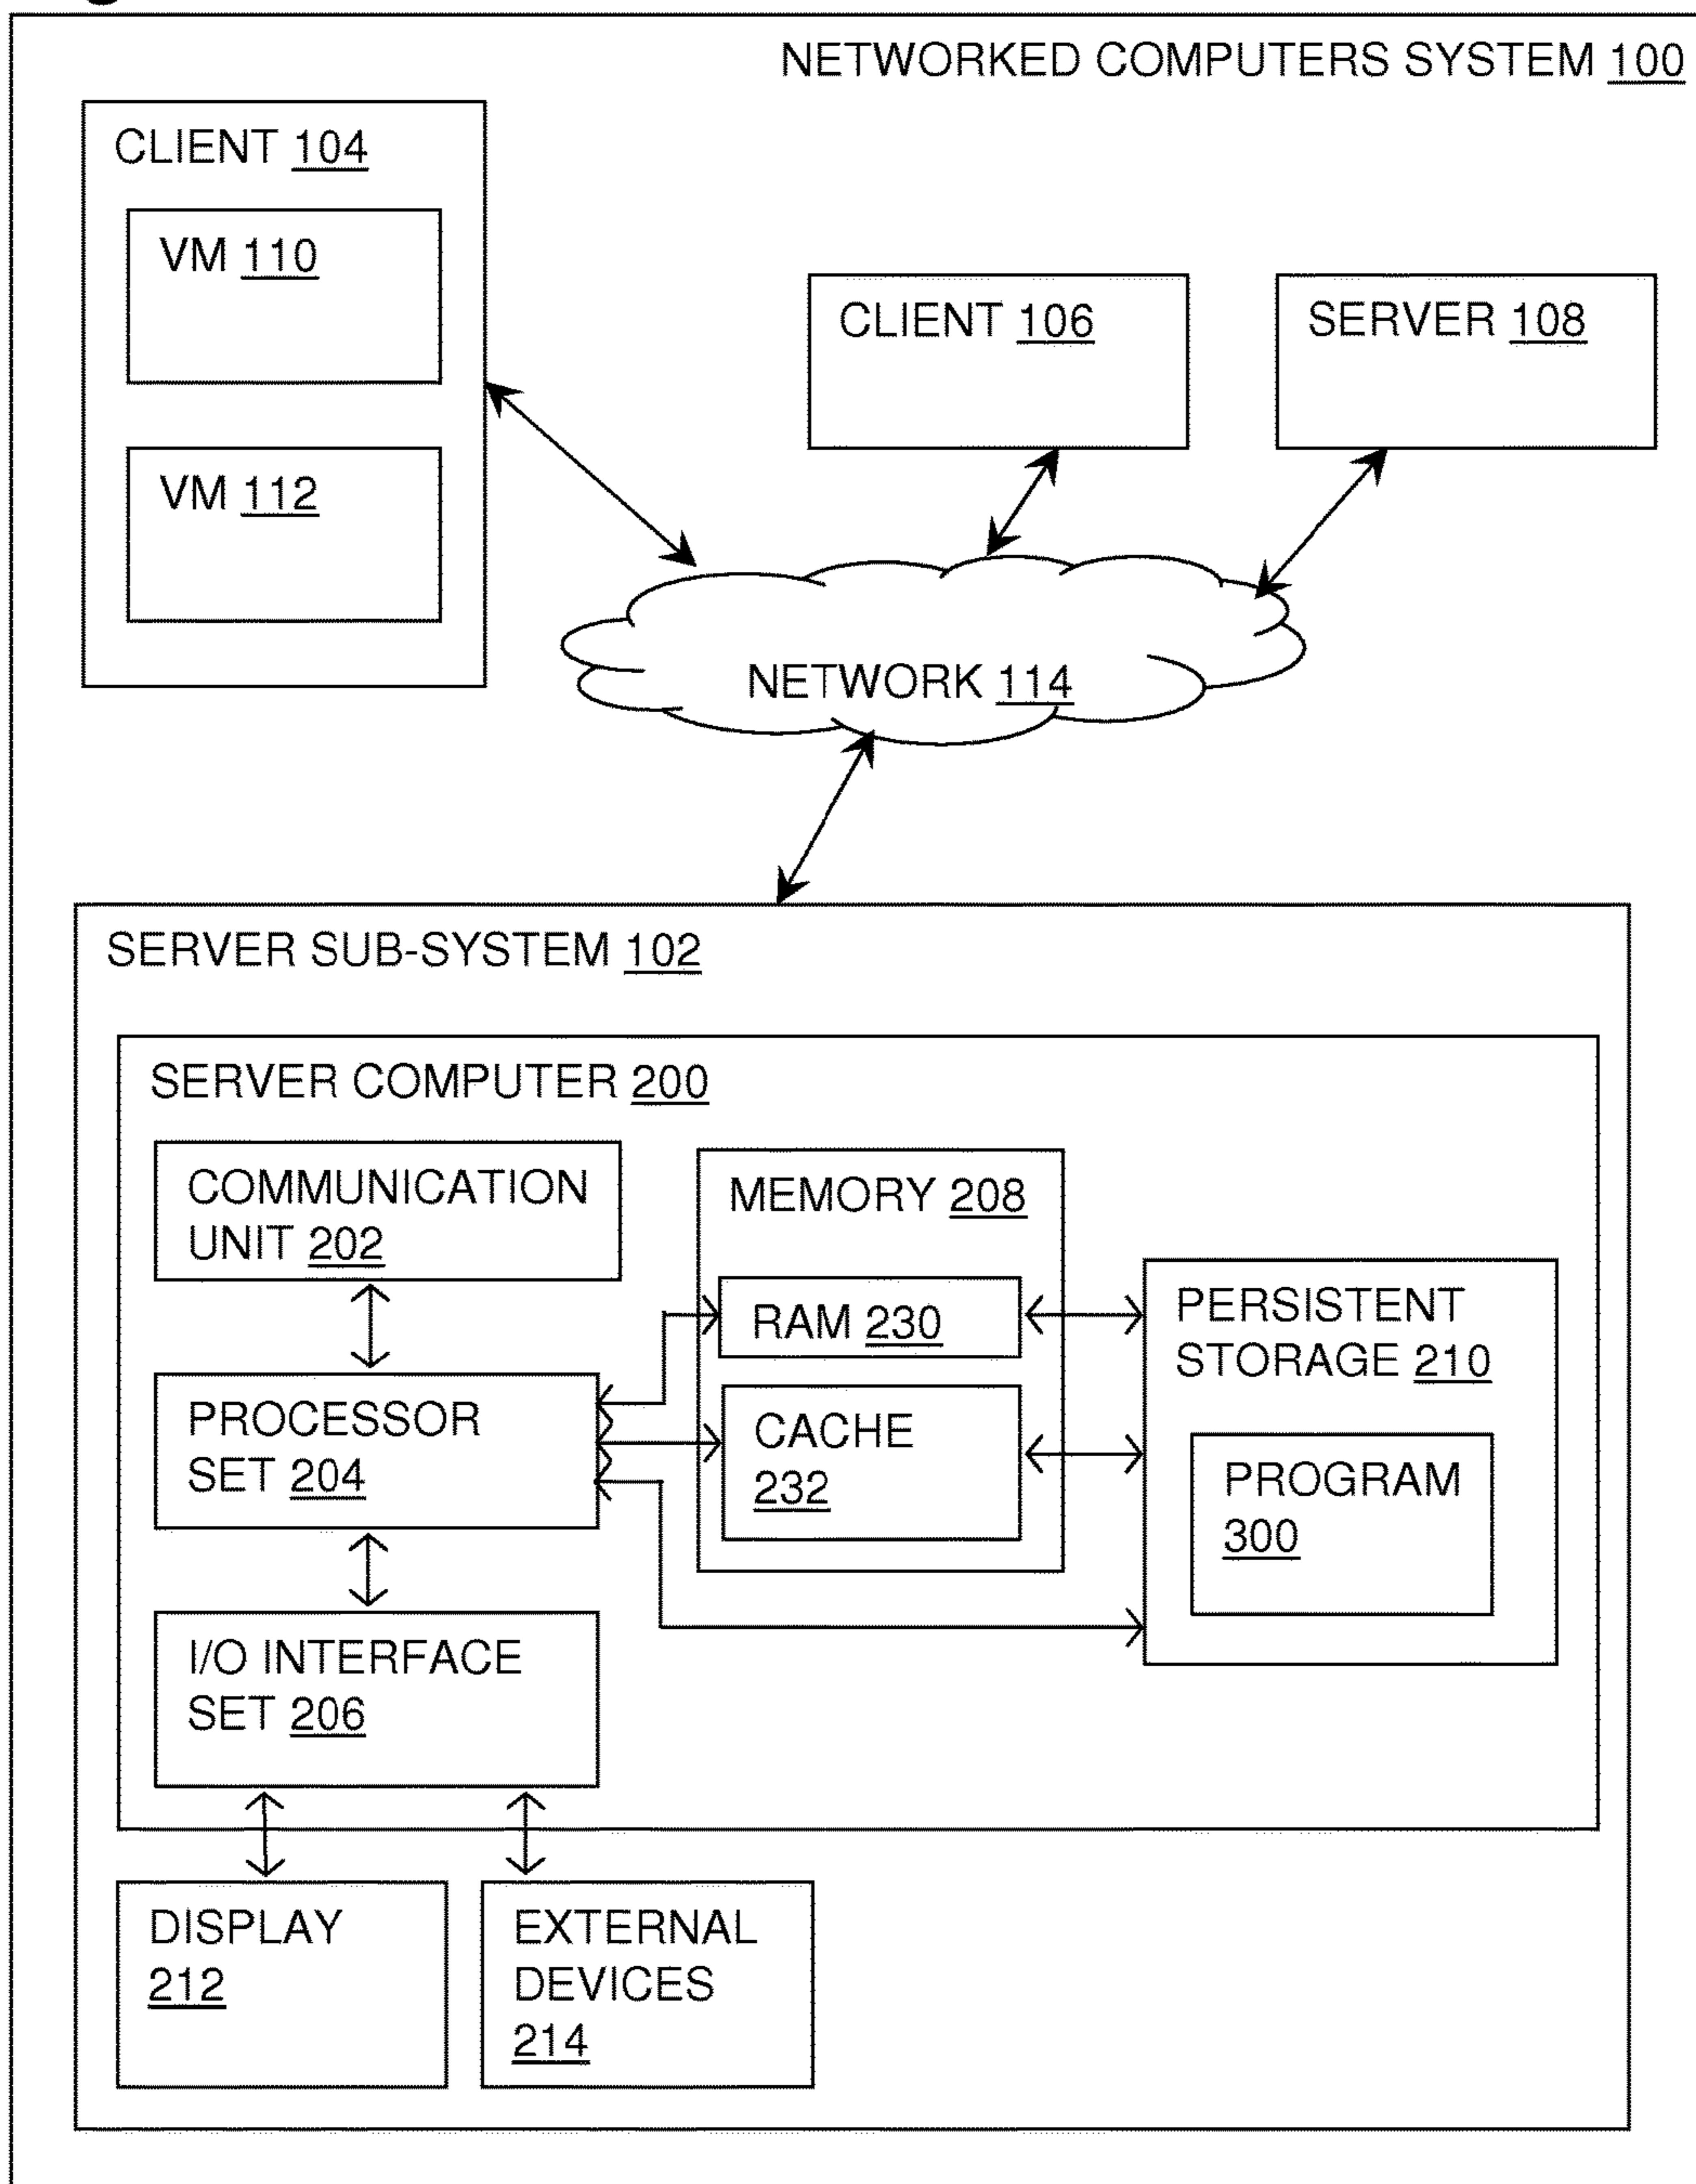 NETWORKED COMPUTERS SYSTEM 100
CLIENT 104
VM 110
VM 112
CLIENT 106
SERVER 108
NETWORK 114
SERVER SUB-SYSTEM 102
SERVER COMPUTER 200
COMMUNICATION
UNIT 202
PROCESSOR
SET 204
I/O INTERFACE
SET 206
MEMORY 208
RAM 230
CACHE
232
PERSISTENT
STORAGE 210
PROGRAM
300
DISPLAY
212
EXTERNAL
DEVICES
214